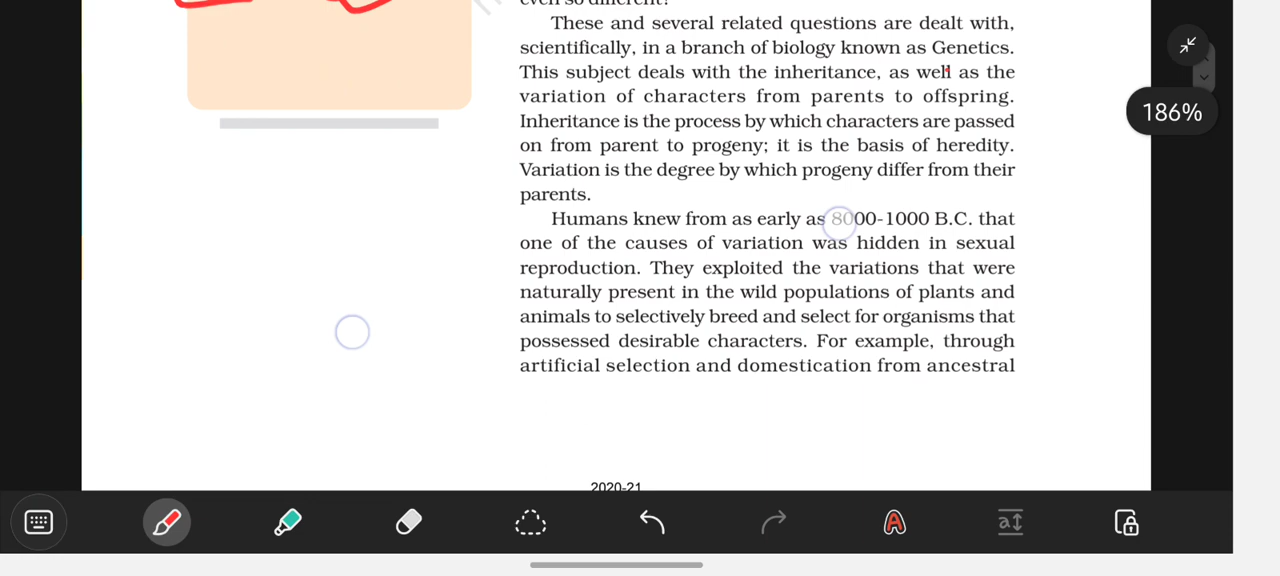 These and several related questions are dealt with,
scientifically, in a branch of biology known as Genetics.
This subject deals with the inheritance, as well as the
variation of characters from parents to offspring.
Inheritance is the process by which characters are passed
on from parent to progeny; it is the basis of heredity.
Variation is the degree by which progeny differ from their
parents.
Humans knew from as early as 8000-1000 B.C. that
one of the causes of variation was hidden in sexual
reproduction. They exploited the variations that were
naturally present in the wild populations of plants and
animals to selectively breed and select for organisms that
possessed desirable characters. For example, through
artificial selection and domestication from ancestral
2020-21
186%